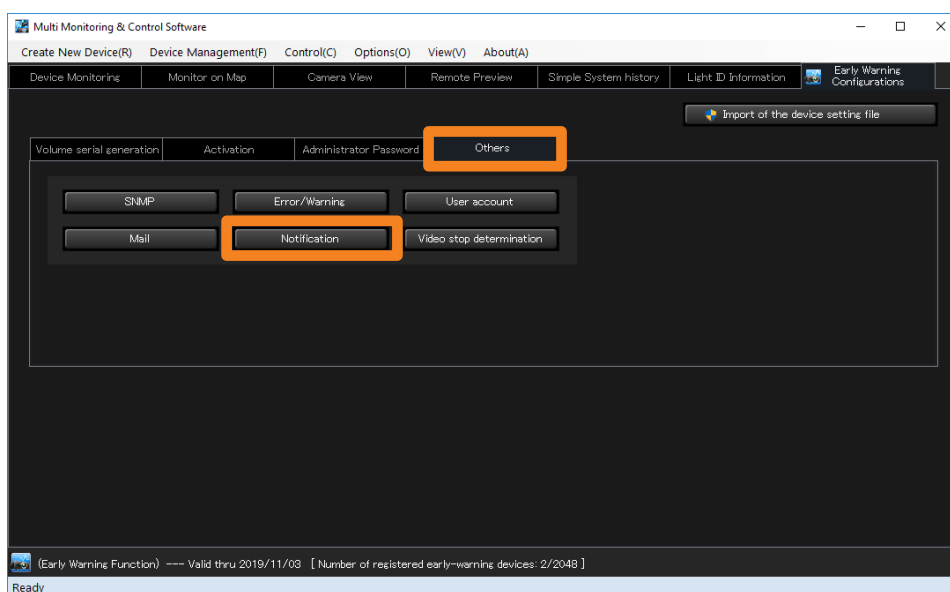 Multi Monitoring & Control Software
Create New Device(R) Device Management(F) Control(C) Options(O) View(V) About(A)
Device Monitoring Monitor on Map Camera View Remote Preview Simple System history Light ID Information Early Warning Configurations
Import of the device setting file
Volume serial generation Activation Administrator Password Others
SNMP Error/Warning User account
Mail Notification Video stop determination
(Early Warning Function) --- Valid thru 2019/11/03 [ Number of registered early-warning devices: 2/2048 ]
Ready